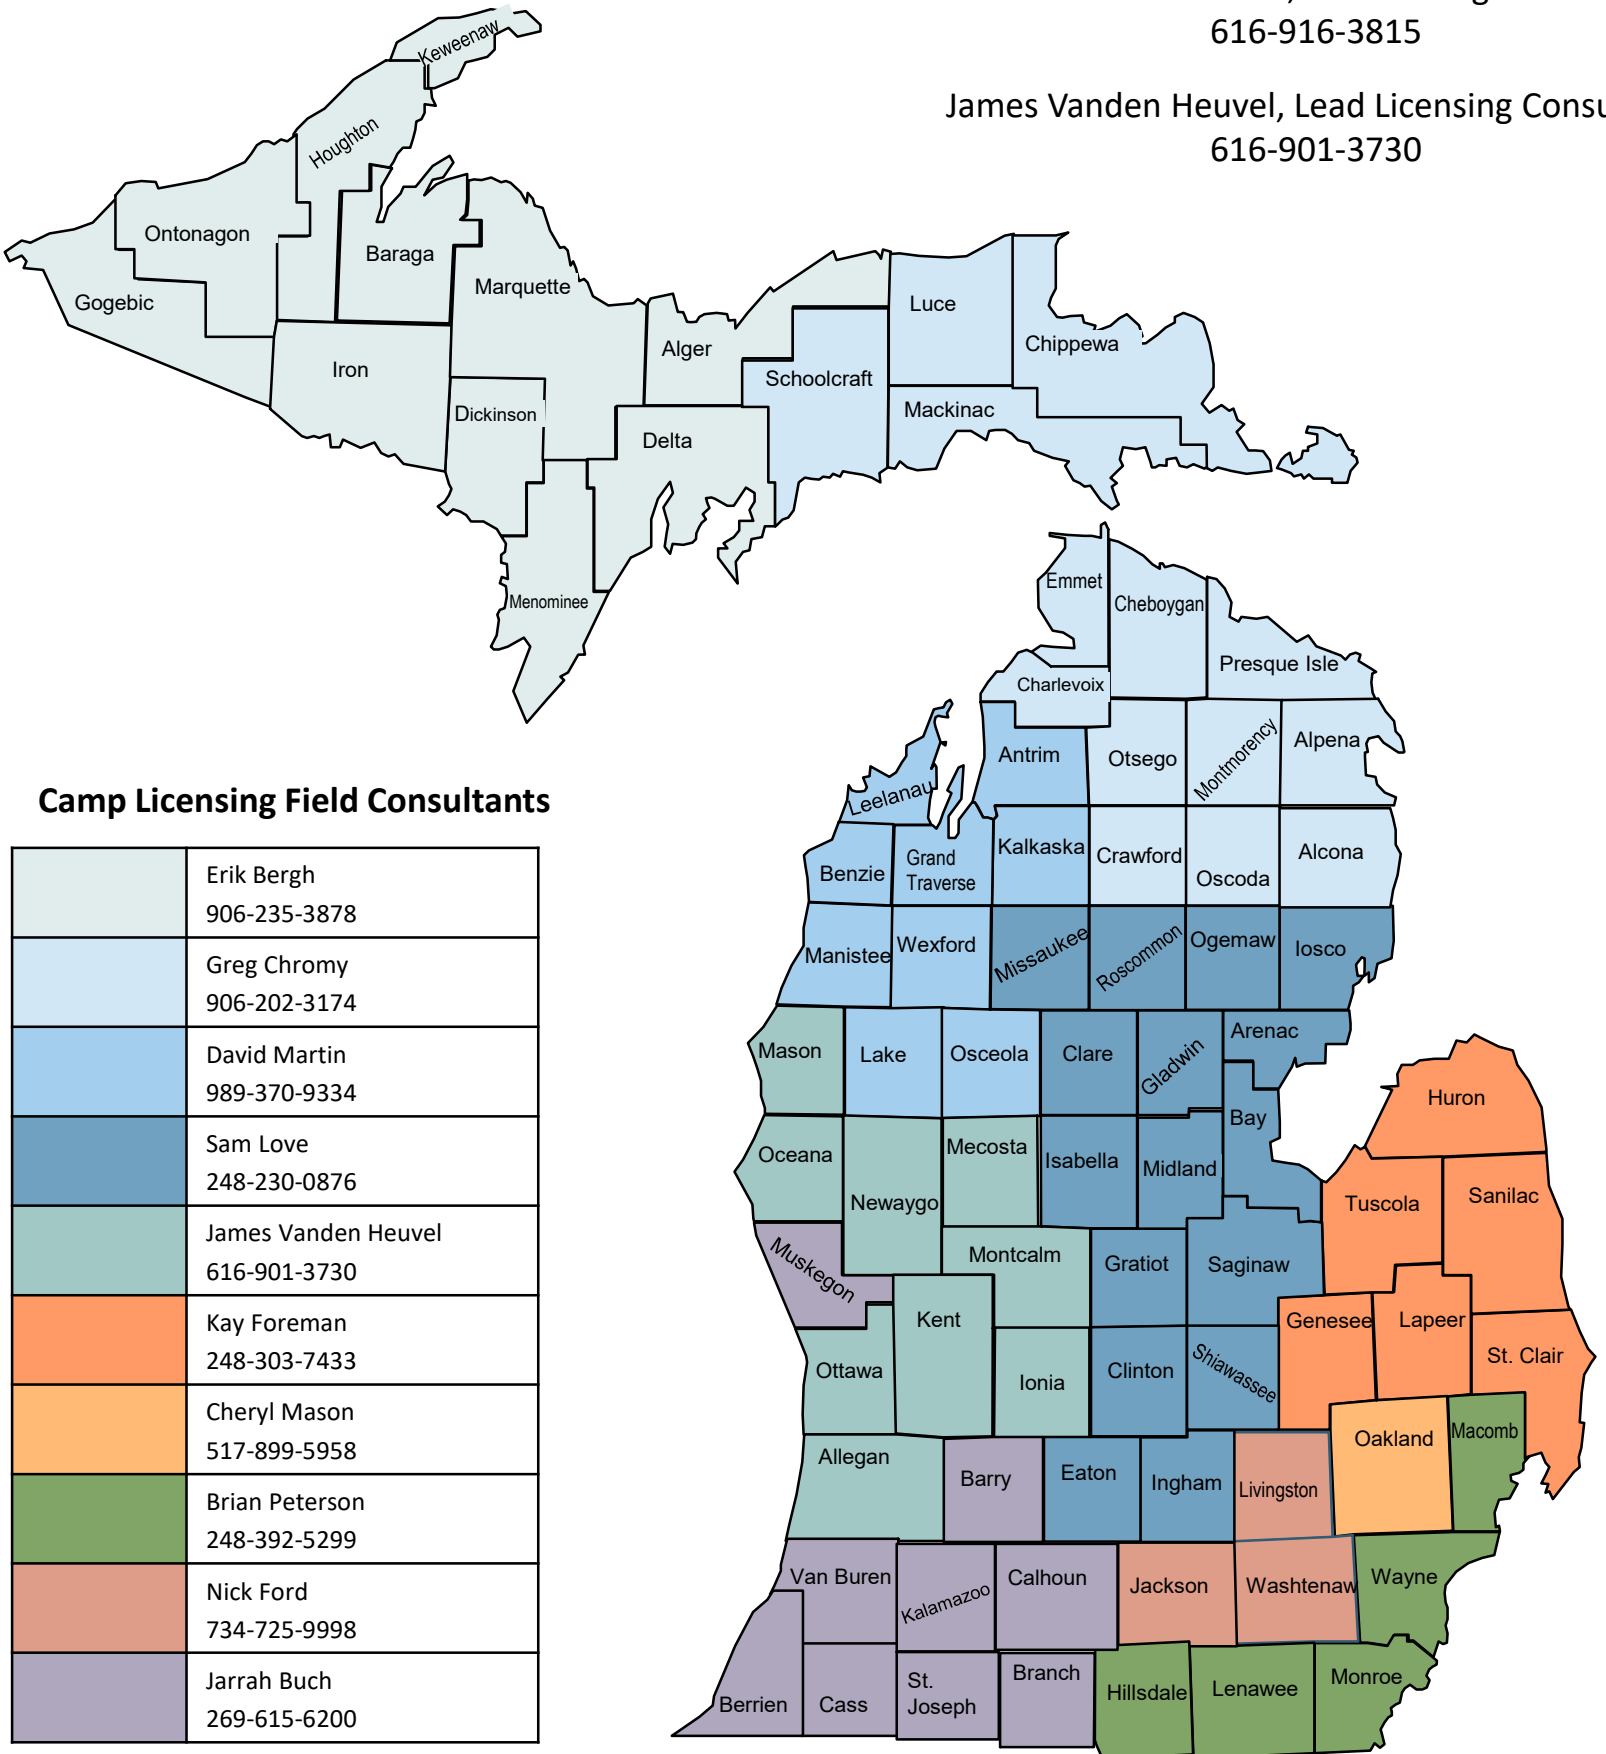 616-916-3815
James Vanden Heuvel, Lead Licensing Consu
616-901-3730
Keweenaw
Houghton
Ontonagon
Baraga
Gogebic
Marquette
Luce
Chippewa
Alger
Iron
Schoolcraft
Dickinson
Mackinac
Delta
Menominee
Emmet
Cheboygan
Presque Isle
Charlevoix
Antrim
Otsego
Montmorency
Alpena
Leelanau
Benzie
Grand
Traverse
Kalkaska
Crawford
Oscoda
Alcona
Manistee
Wexford
Missaukee
Roscommon
Ogemaw
Iosco
Mason
Lake
Osceola
Clare
Gladwin
Arenac
Huron
Bay
Oceana
Newaygo
Mecosta
Isabella
Midland
Tuscola
Sanilac
Muskegon
Montcalm
Gratiot
Saginaw
Kent
Genesee
Lapeer
St. Clair
Ottawa
Ionia
Clinton
Shiawassee
Allegan
Barry
Eaton
Ingham
Livingston
Oakland
Macomb
Van Buren
Kalamazoo
Calhoun
Jackson
Washtenaw
Wayne
Berrien
Cass
St.
Joseph
Branch
Hillsdale
Lenawee
Monroe
Camp Licensing Field Consultants
Erik Bergh
906-235-3878
Greg Chromy
906-202-3174
David Martin
989-370-9334
Sam Love
248-230-0876
James Vanden Heuvel
616-901-3730
Kay Foreman
248-303-7433
Cheryl Mason
517-899-5958
Brian Peterson
248-392-5299
Nick Ford
734-725-9998
Jarrah Buch
269-615-6200